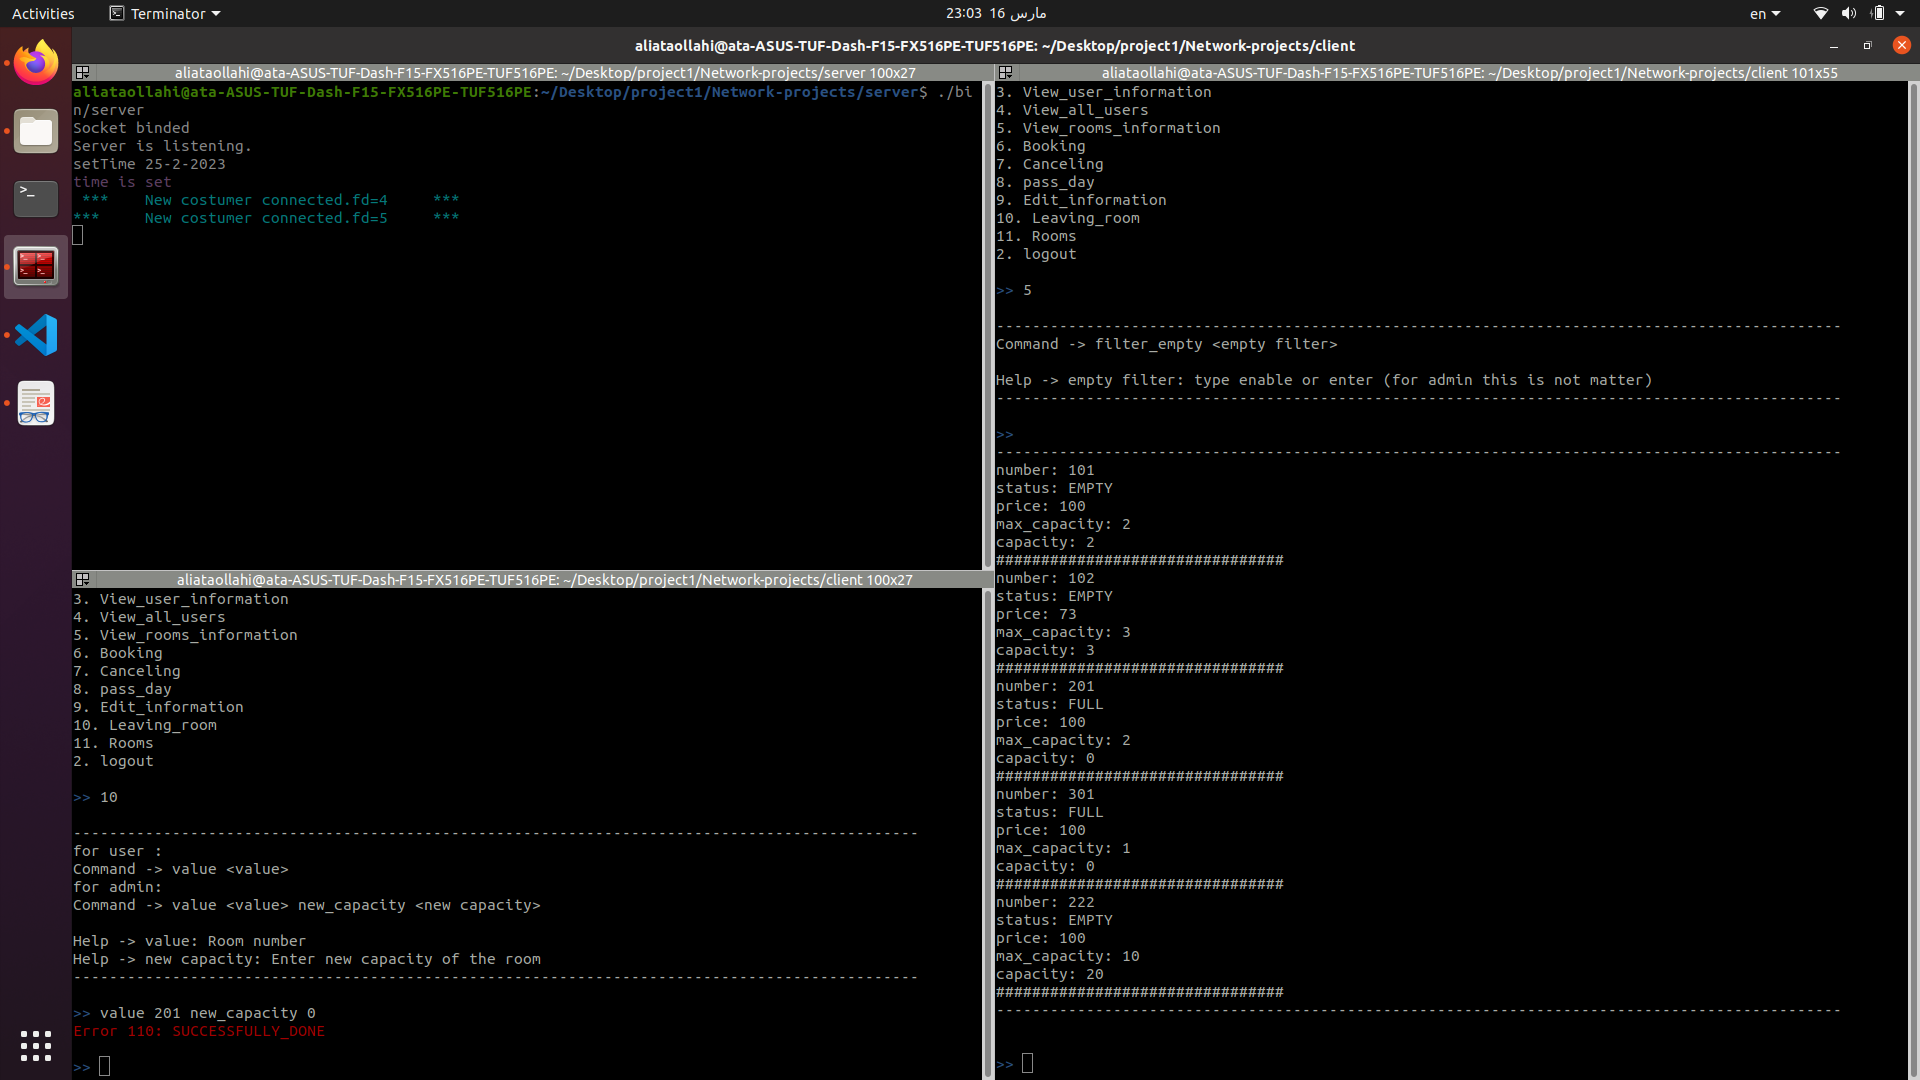 Activities
Terminator
23:03 16 مارس
en
aliataollahi@ata-ASUS-TUF-Dash-F15-FX516PE-TUF516PE: ~/Desktop/project1/Network-projects/client
aliataollahi@ata-ASUS-TUF-Dash-F15-FX516PE-TUF516PE: ~/Desktop/project1/Network-projects/server 100x27
aliataollahi@ata-ASUS-TUF-Dash-F15-FX516PE-TUF516PE:~/Desktop/project1/Network-projects/server$ ./bi
n/server
Socket binded
Server is listening.
setTime 25-2-2023
time is set
 ***    New costumer connected.fd=4     ***
***     New costumer connected.fd=5     ***
aliataollahi@ata-ASUS-TUF-Dash-F15-FX516PE-TUF516PE: ~/Desktop/project1/Network-projects/client 100x27
3. View_user_information
4. View_all_users
5. View_rooms_information
6. Booking
7. Canceling
8. pass_day
9. Edit_information
10. Leaving_room
11. Rooms
2. logout
>> 10
----------------------------------------------------------------------------------------------
for user :
Command -> value <value>
for admin:
Command -> value <value> new_capacity <new capacity>
Help -> value: Room number
Help -> new capacity: Enter new capacity of the room
----------------------------------------------------------------------------------------------
>> value 201 new_capacity 0
Error 110: SUCCESSFULLY_DONE
>>
aliataollahi@ata-ASUS-TUF-Dash-F15-FX516PE-TUF516PE: ~/Desktop/project1/Network-projects/client 101x55
3. View_user_information
4. View_all_users
5. View_rooms_information
6. Booking
7. Canceling
8. pass_day
9. Edit_information
10. Leaving_room
11. Rooms
2. logout
>> 5
----------------------------------------------------------------------------------------------
Command -> filter_empty <empty filter>
Help -> empty filter: type enable or enter (for admin this is not matter)
----------------------------------------------------------------------------------------------
>>
----------------------------------------------------------------------------------------------
number: 101
status: EMPTY
price: 100
max_capacity: 2
capacity: 2
################################
number: 102
status: EMPTY
price: 73
max_capacity: 3
capacity: 3
################################
number: 201
status: FULL
price: 100
max_capacity: 2
capacity: 0
################################
number: 301
status: FULL
price: 100
max_capacity: 1
capacity: 0
################################
number: 222
status: EMPTY
price: 100
max_capacity: 10
capacity: 20
################################
----------------------------------------------------------------------------------------------
>>